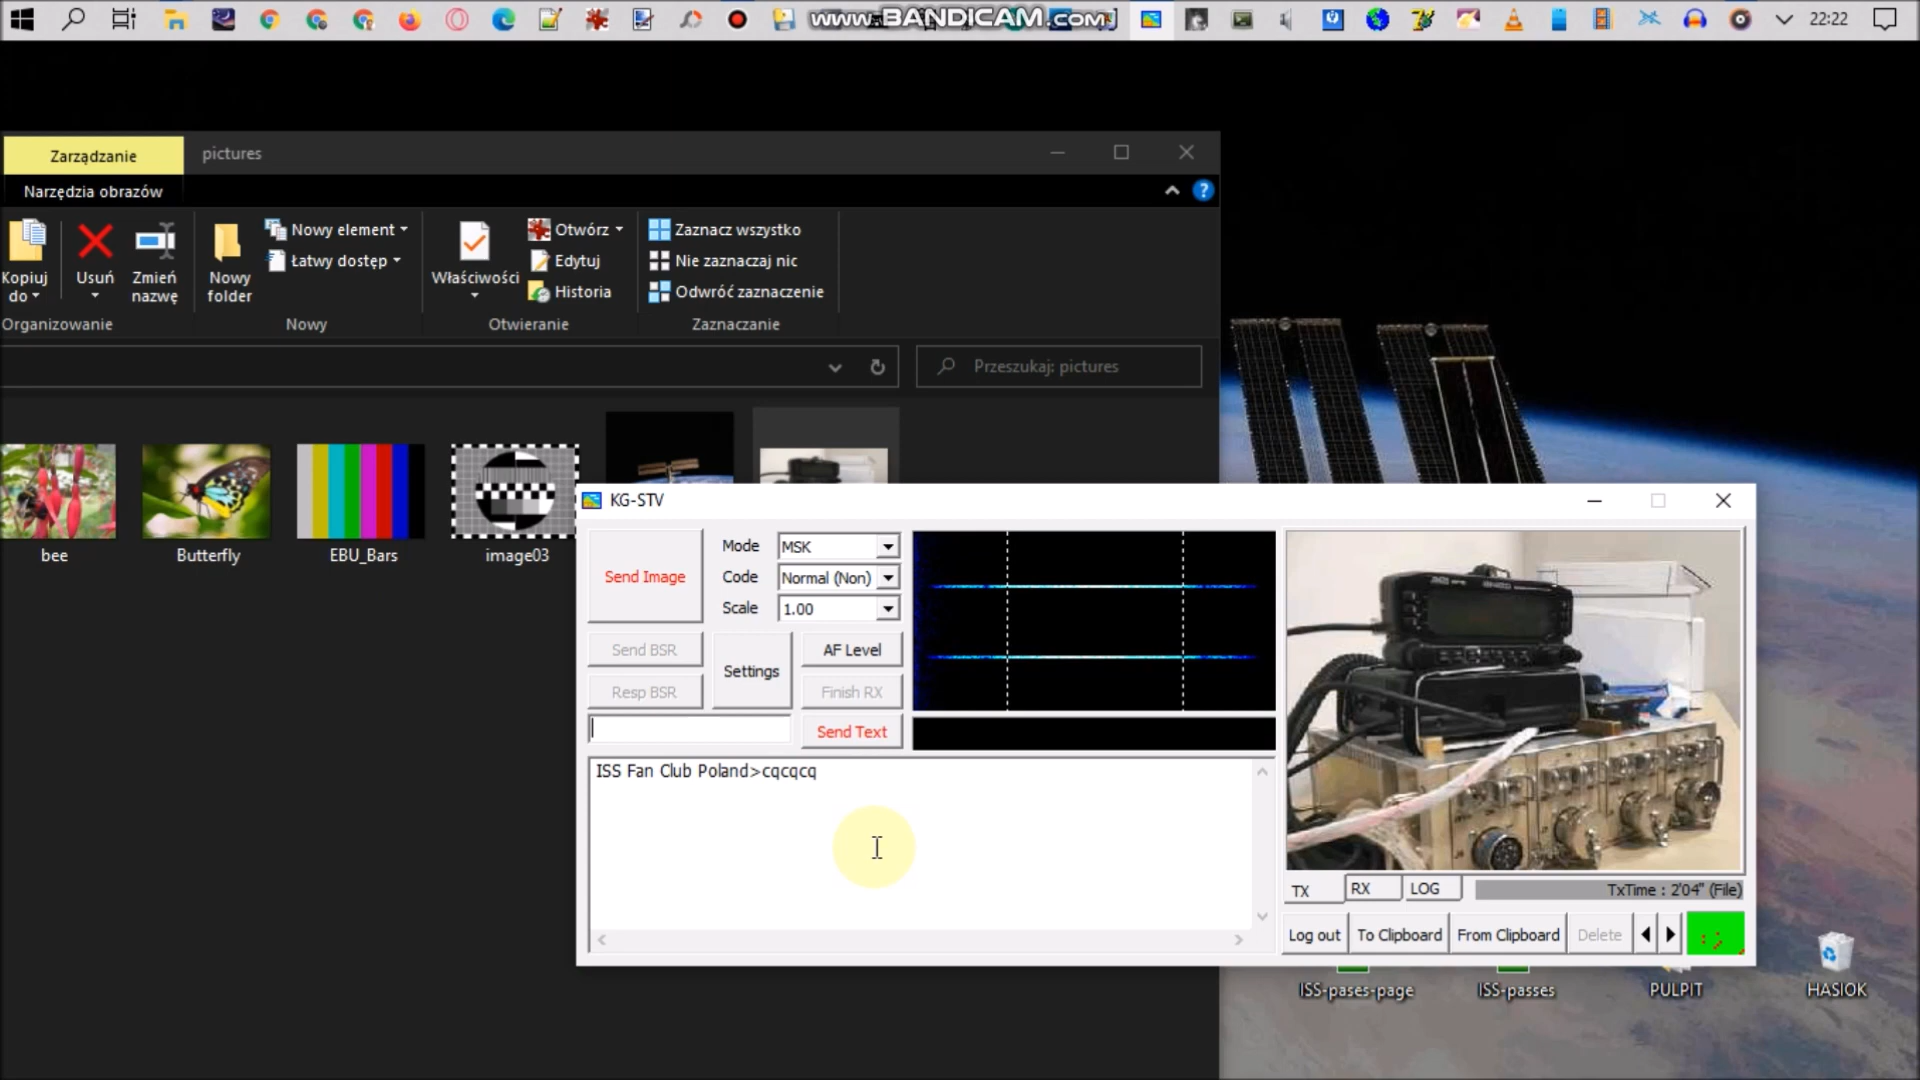 www.BANDICAM.com
22:22
Zarządzanie
pictures
Narzędzia obrazów
Kopiuj
do
Usuń
Zmień
nazwę
Nowy
folder
Nowy element
Łatwy dostęp
Właściwości
Otwórz
Edytuj
Historia
Zaznacz wszystko
Nie zaznaczaj nic
Odwróć zaznaczenie
Organizowanie
Nowy
Otwieranie
Zaznaczanie
Przeszukaj: pictures
bee
Butterfly
EBU_Bars
image03
KG-STV
Send Image
Mode
MSK
Code
Normal (Non)
Scale
1.00
Send BSR
Settings
AF Level
Resp BSR
Finish RX
Send Text
ISS Fan Club Poland>cqcqcq
TX
RX
LOG
TxTime : 2'04" (File)
Log out
To Clipboard
From Clipboard
Delete
ISS-pases-page
ISS-passes
PULPIT
HASIOK